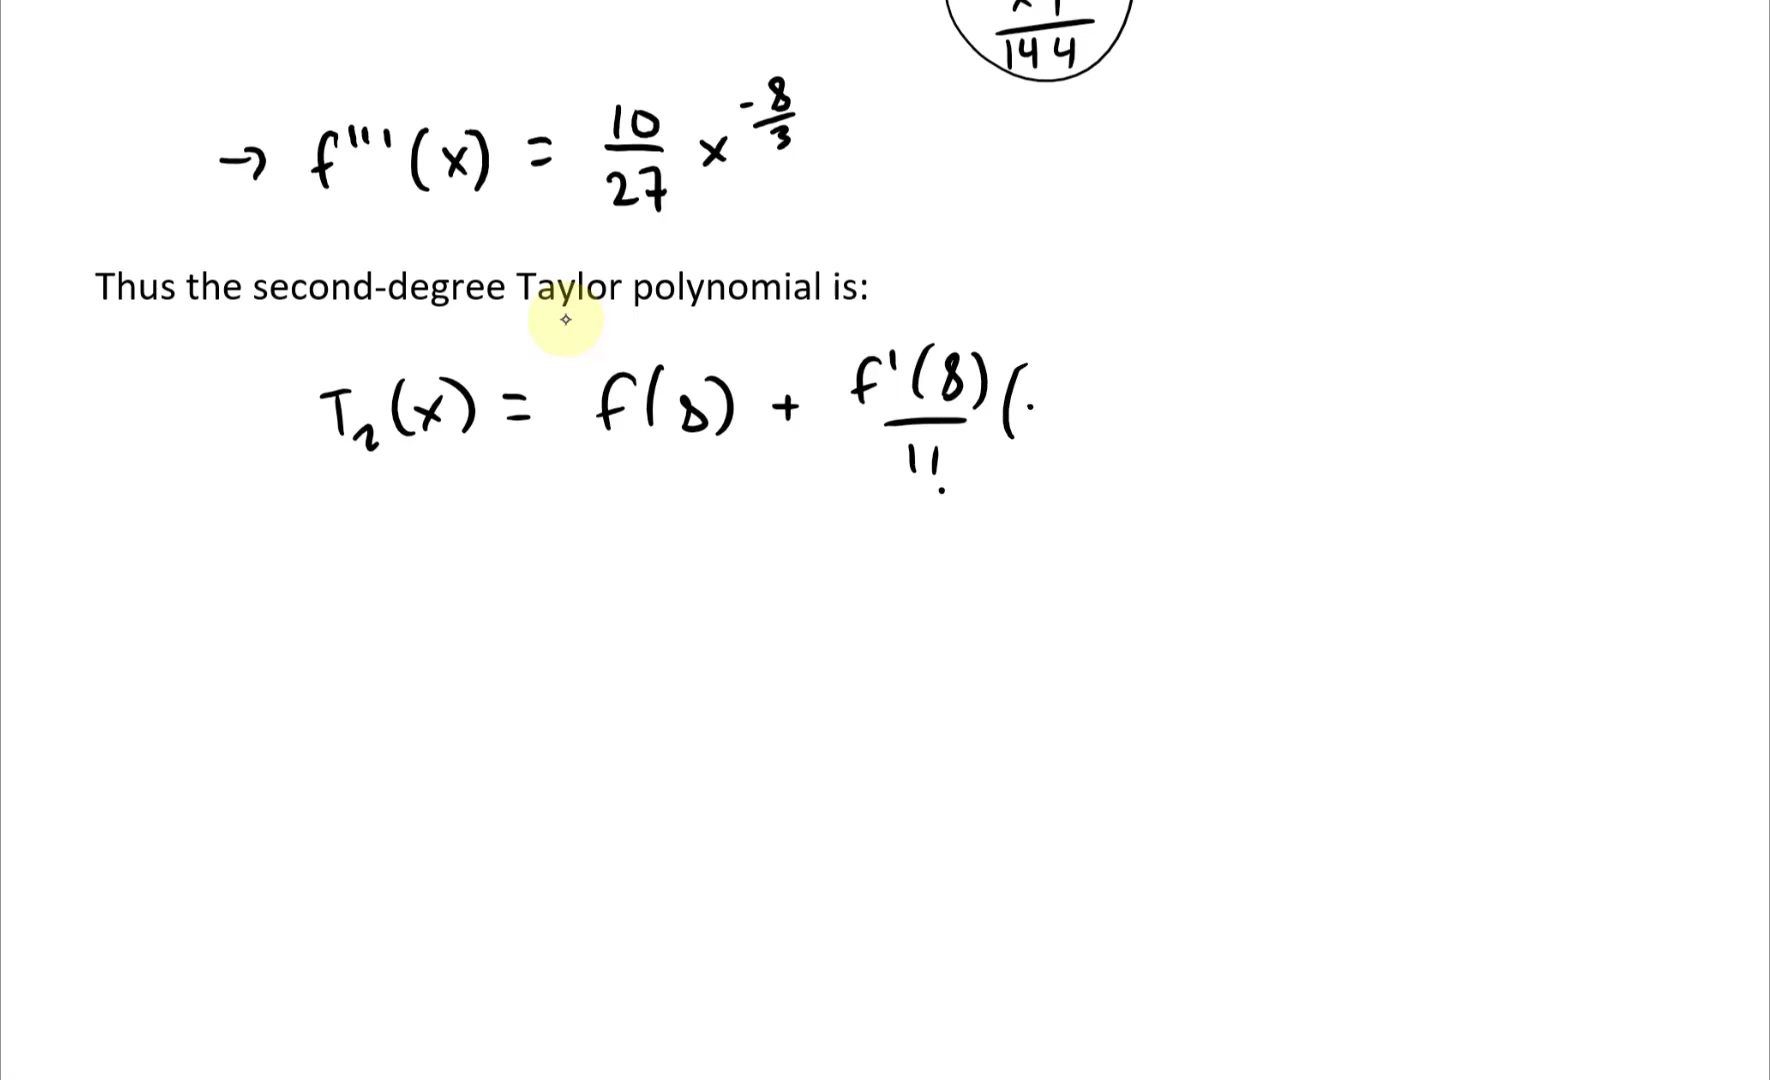 144
→ f'''(x) = 10/27 x^(-8/3)
Thus the second-degree Taylor polynomial is:
T₂(x) = f(8) + f'(8)/1! (